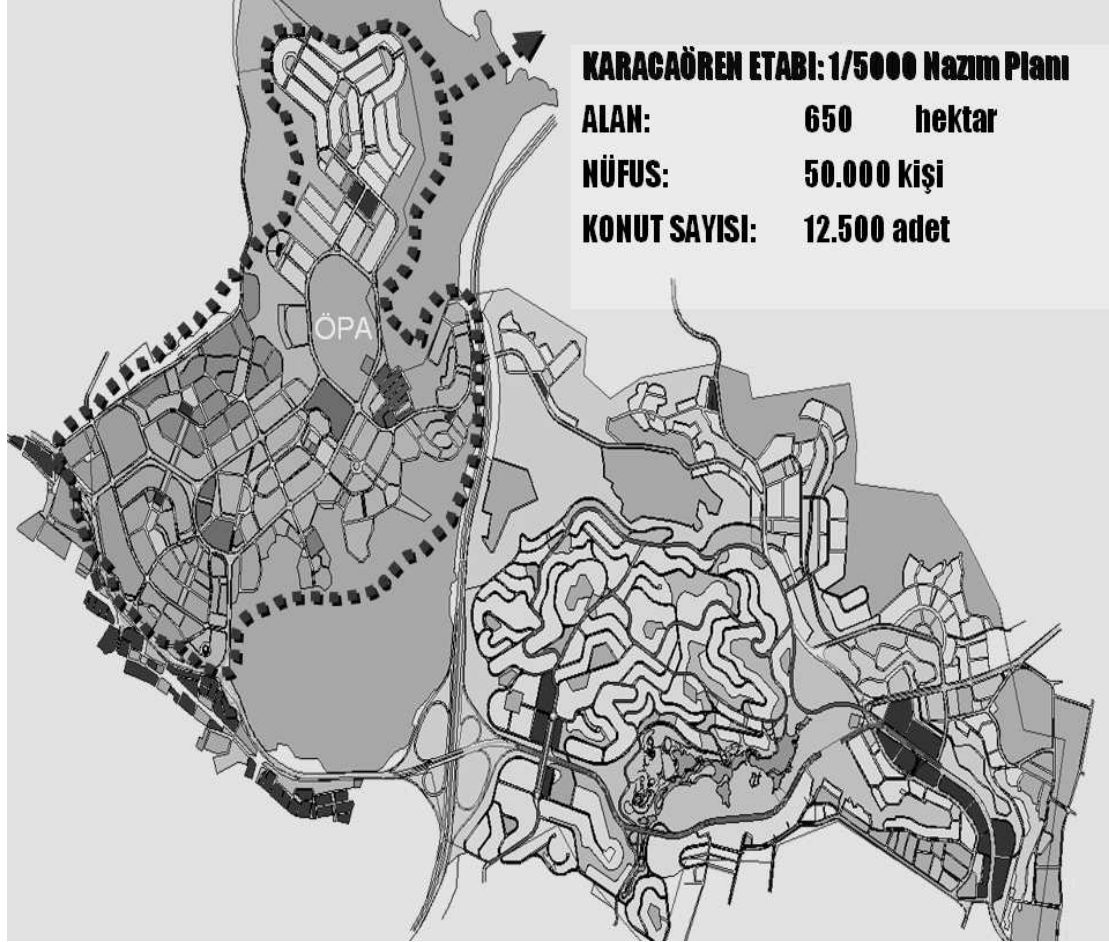 KARACAÖREN ETABI: 1/5000 Nazım Planı
ALAN: 650 hektar
NÜFUS: 50.000 kişi
KONUT SAYISI: 12.500 adet
ÖPA